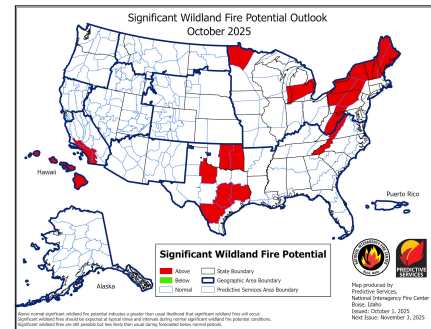 Significant Wildland Fire Potential Outlook
October 2025
Hawaii
Puerto Rico
Alaska
Significant Wildland Fire Potential
Above
State Boundary
Below
Geographic Area Boundary
Normal
Predictive Services Boundary
PREDICTIVE
SERVICES
Map produced by
Predictive Services,
National Interagency Fire Center
Boise, Idaho
Issued: October 1, 2025
Next Issue: November 3, 2025
Above normal significant wildland fire potential indicates a greater than usual likelihood that significant wildland fires will occur.
Significant wildland fires should be expected at typical times and intervals during normal significant wildland fire potential conditions.
Significant wildland fires are still possible but less likely than usual during forecasted below normal periods.